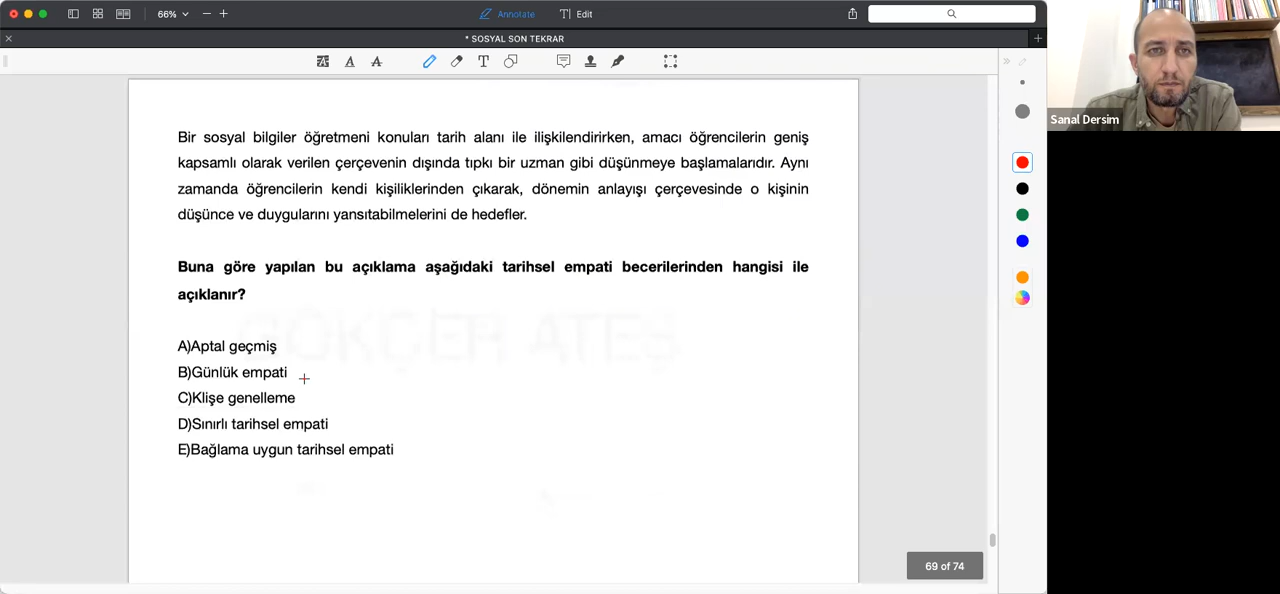 66%
Annotate
Edit
* SOSYAL SON TEKRAR
Bir sosyal bilgiler öğretmeni konuları tarih alanı ile ilişkilendirirken, amacı öğrencilerin geniş
kapsamlı olarak verilen çerçevenin dışında tıpkı bir uzman gibi düşünmeye başlamalarıdır. Aynı
zamanda öğrencilerin kendi kişiliklerinden çıkarak, dönemin anlayışı çerçevesinde o kişinin
düşünce ve duygularını yansıtabilmelerini de hedefler.
Buna göre yapılan bu açıklama aşağıdaki tarihsel empati becerilerinden hangisi ile
açıklanır?
GÖKÇER ATEŞ
A)Aptal geçmiş
B)Günlük empati
C)Klişe genelleme
D)Sınırlı tarihsel empati
E)Bağlama uygun tarihsel empati
69 of 74
Sanal Dersim